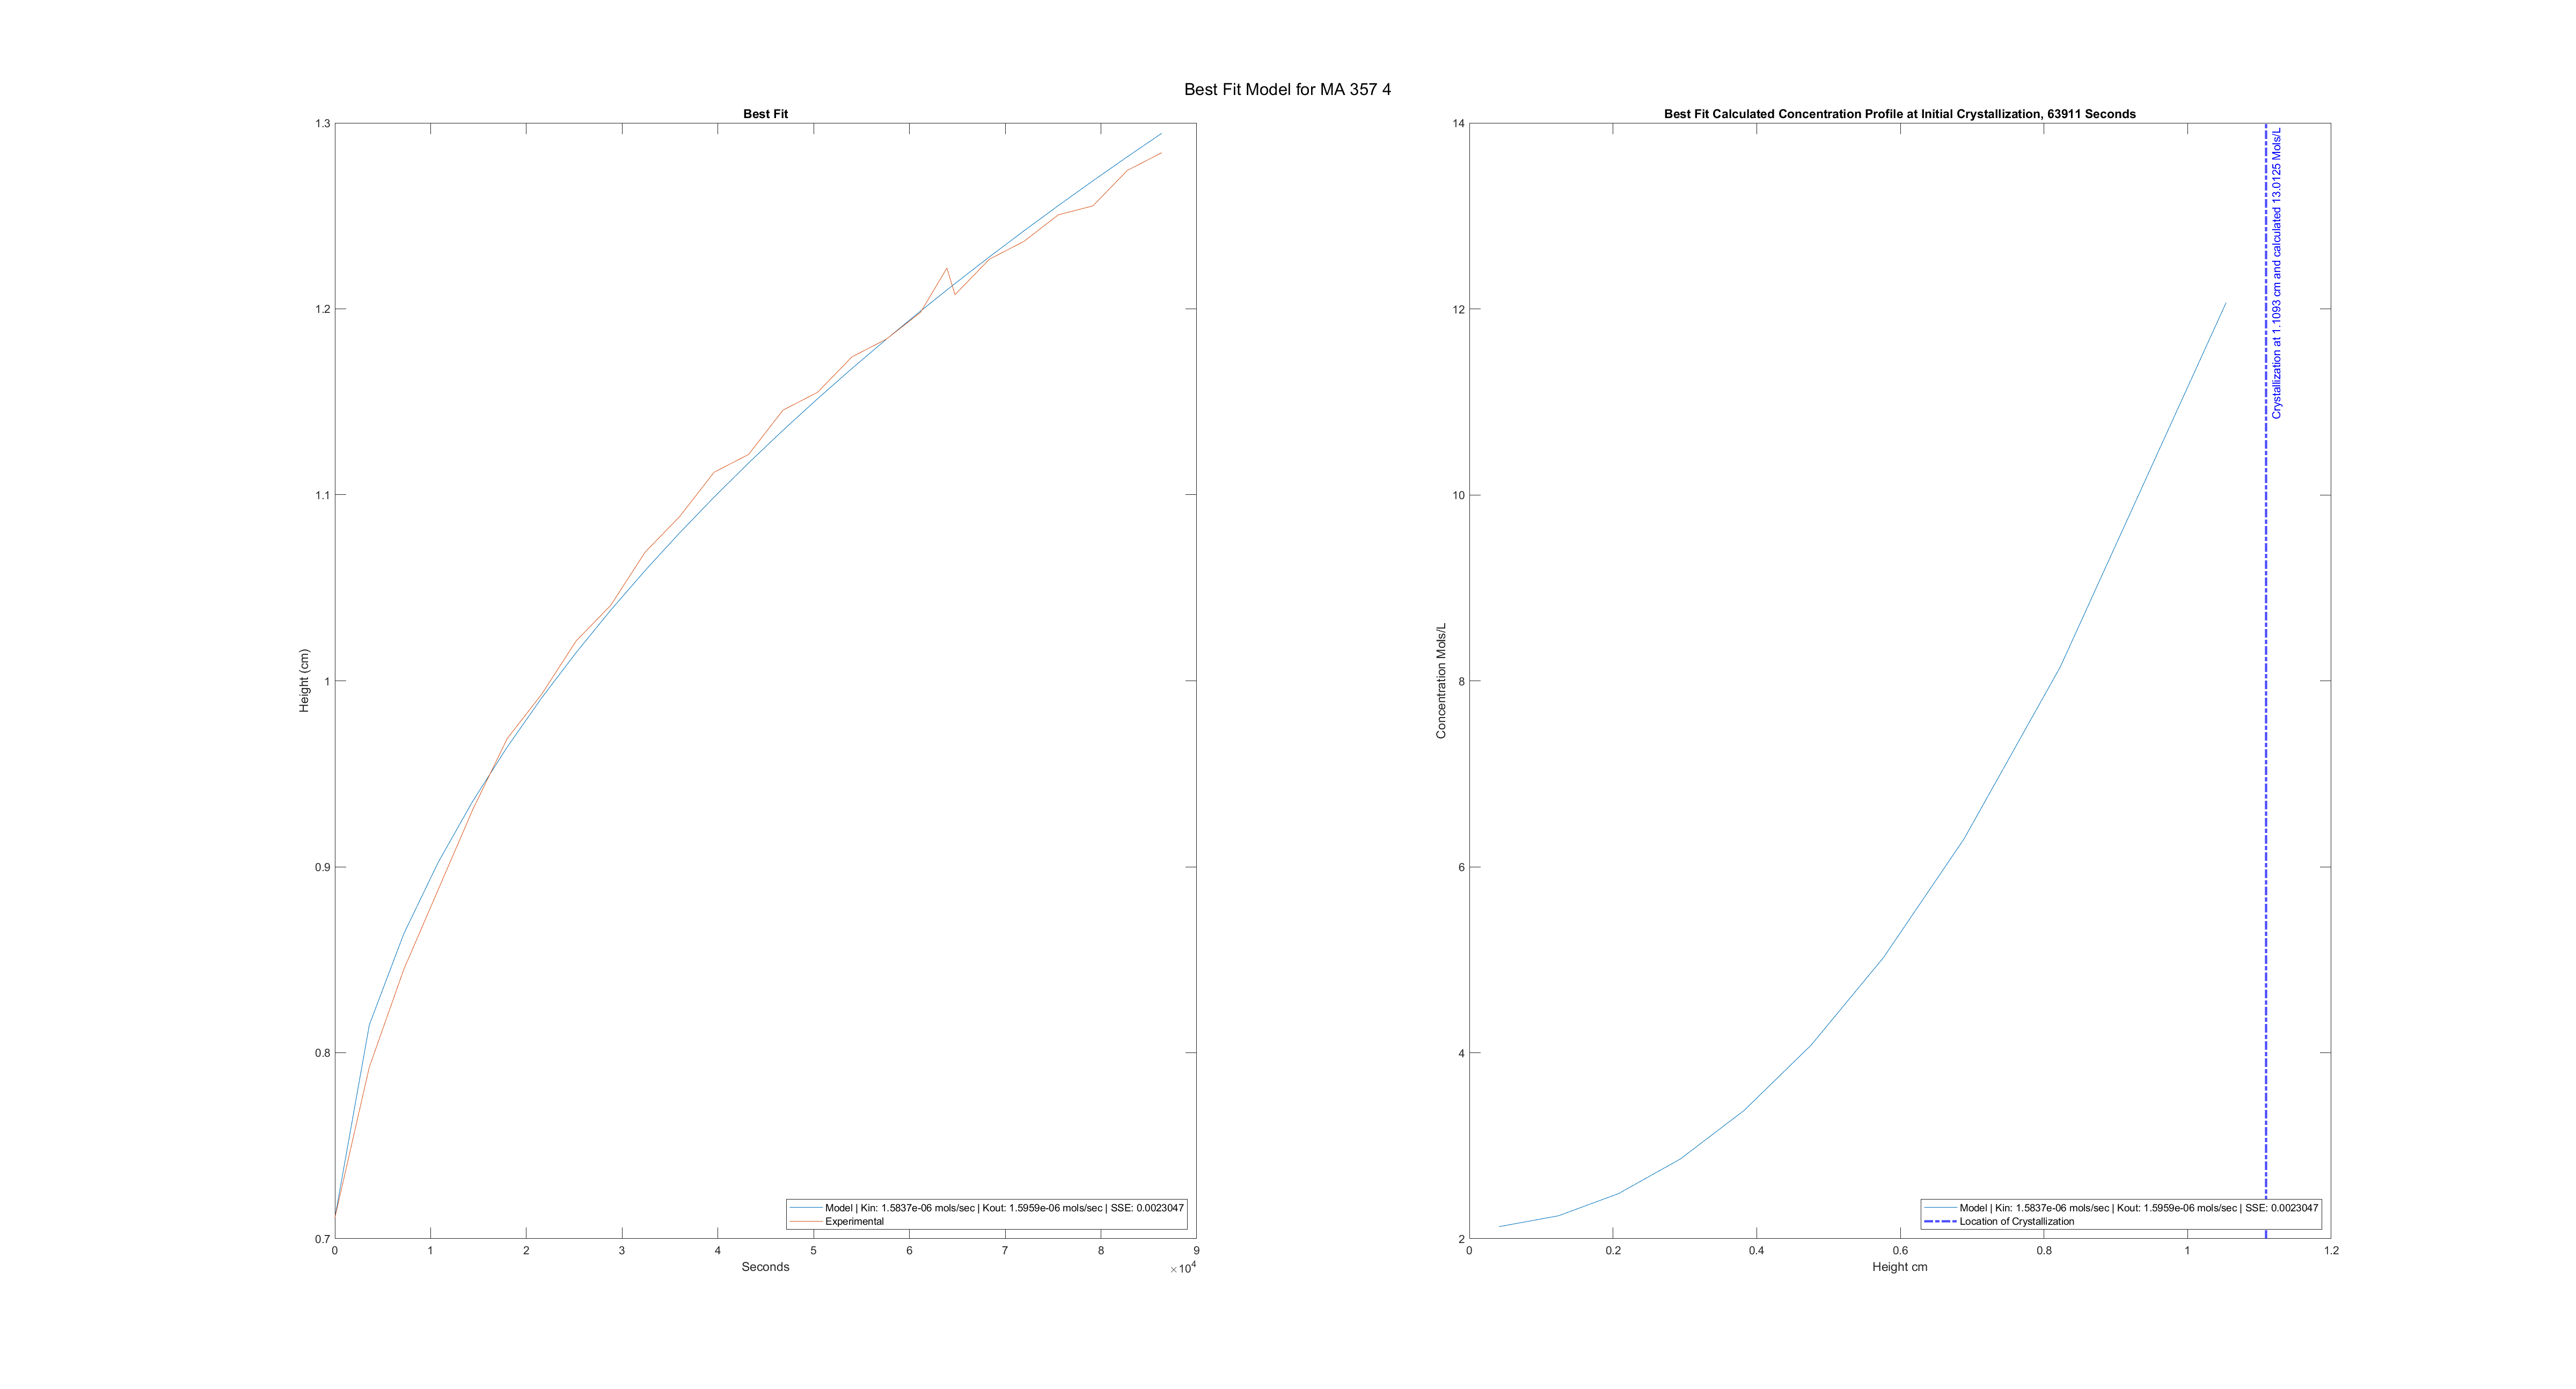 Best Fit Model for MA 357 4
Best Fit
1.3
1.2
1.1
1
0.9
0.8
0.7
Height (cm)
0 1 2 3 4 5 6 7 8 9
×10^4
Seconds
Model | Kin: 1.5837e-06 mols/sec | Kout: 1.5959e-06 mols/sec | SSE: 0.0023047
Experimental
Best Fit Calculated Concentration Profile at Initial Crystallization, 63911 Seconds
14
12
10
8
6
4
2
Concentration Mols/L
0 0.2 0.4 0.6 0.8 1 1.2
Height cm
Crystallization at 1.1093 cm and calculated 13.0125 Mols/L
Model | Kin: 1.5837e-06 mols/sec | Kout: 1.5959e-06 mols/sec | SSE: 0.0023047
Location of Crystallization